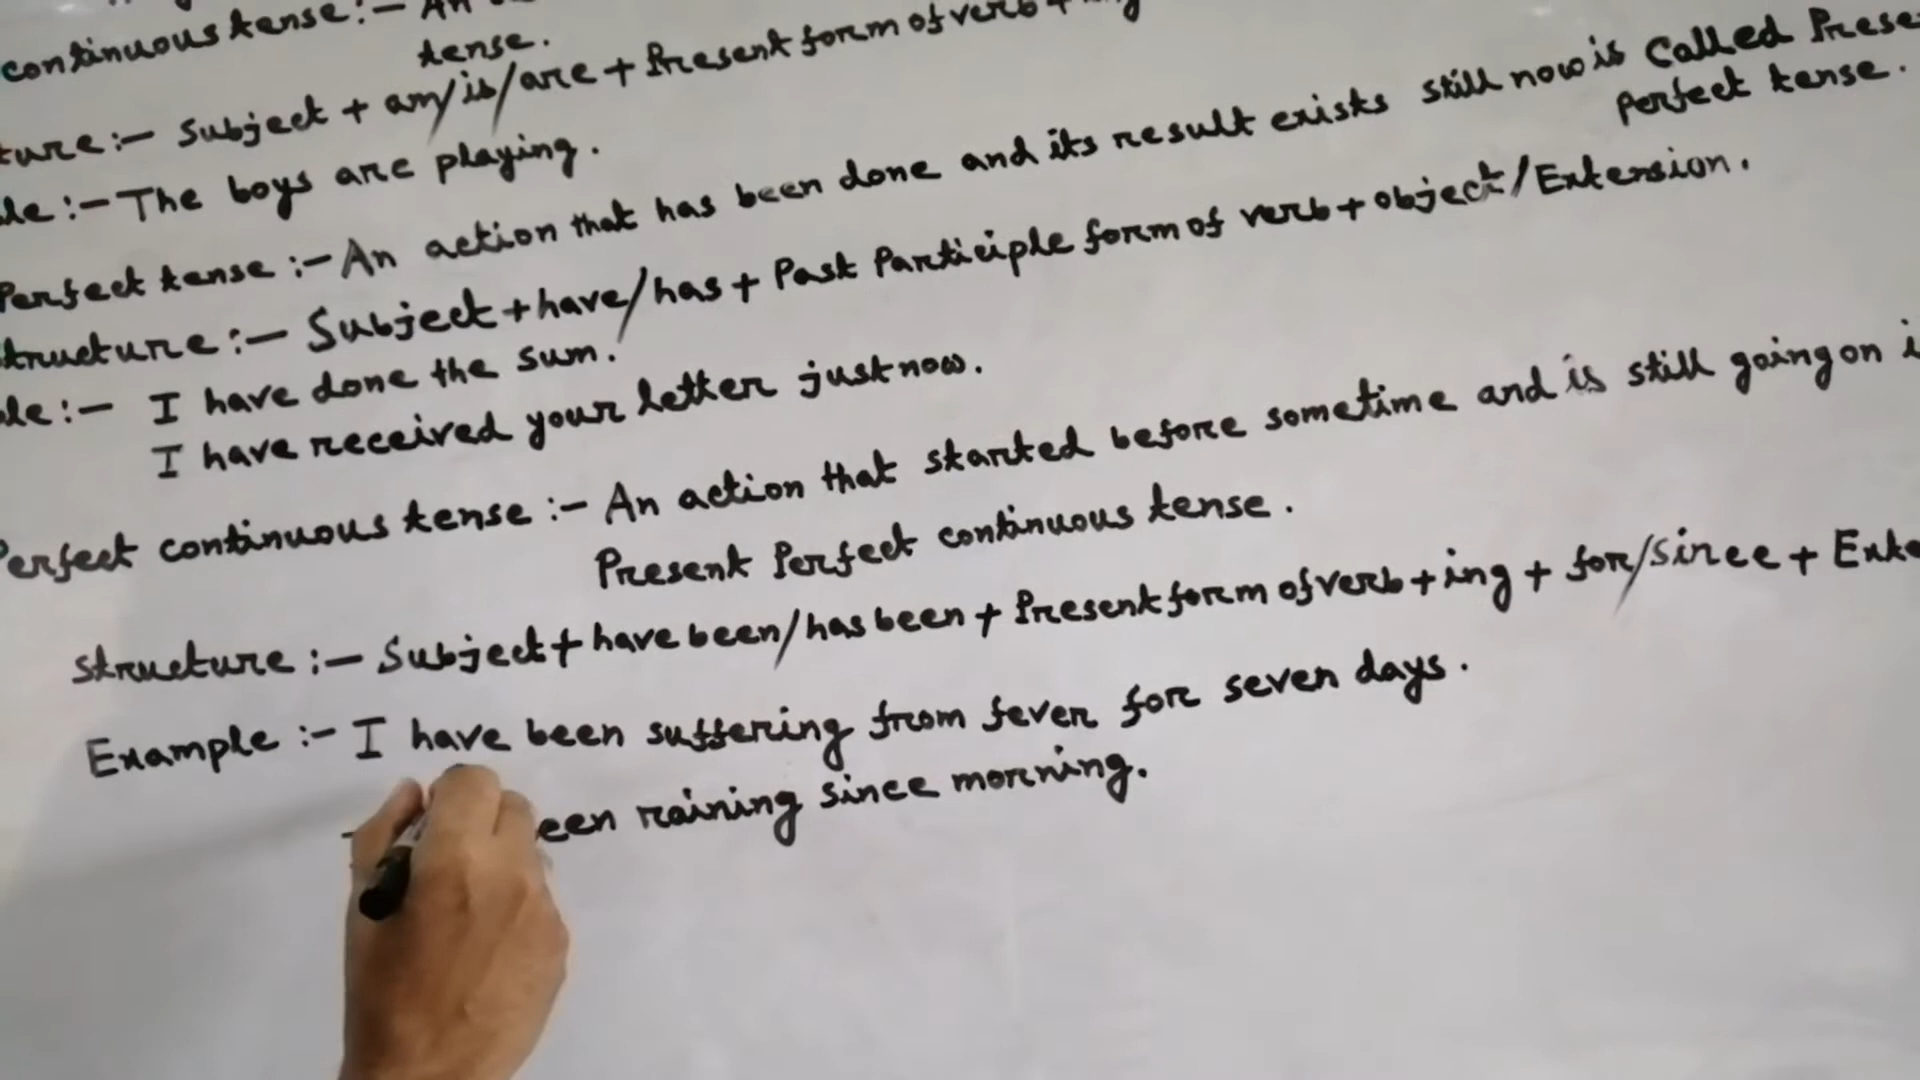 continuous tense:- An
tense.
ture:- Subject + am/is/are + Present form of verb +
le:- The boys are playing.
Perfect tense :- An action that has been done and its result exists still now is called Prese
perfect tense.
tructure:- Subject + have/has + Past Participle form of verb + object/Extension.
le:- I have done the sum.
I have received your letter just now.
Perfect continuous tense :- An action that started before sometime and is still going on i
Present Perfect continuous tense.
Structure :- Subject + have been/has been + Present form of verb + ing + for/since + Exte
Example :- I have been suffering from fever for seven days.
een raining since morning.